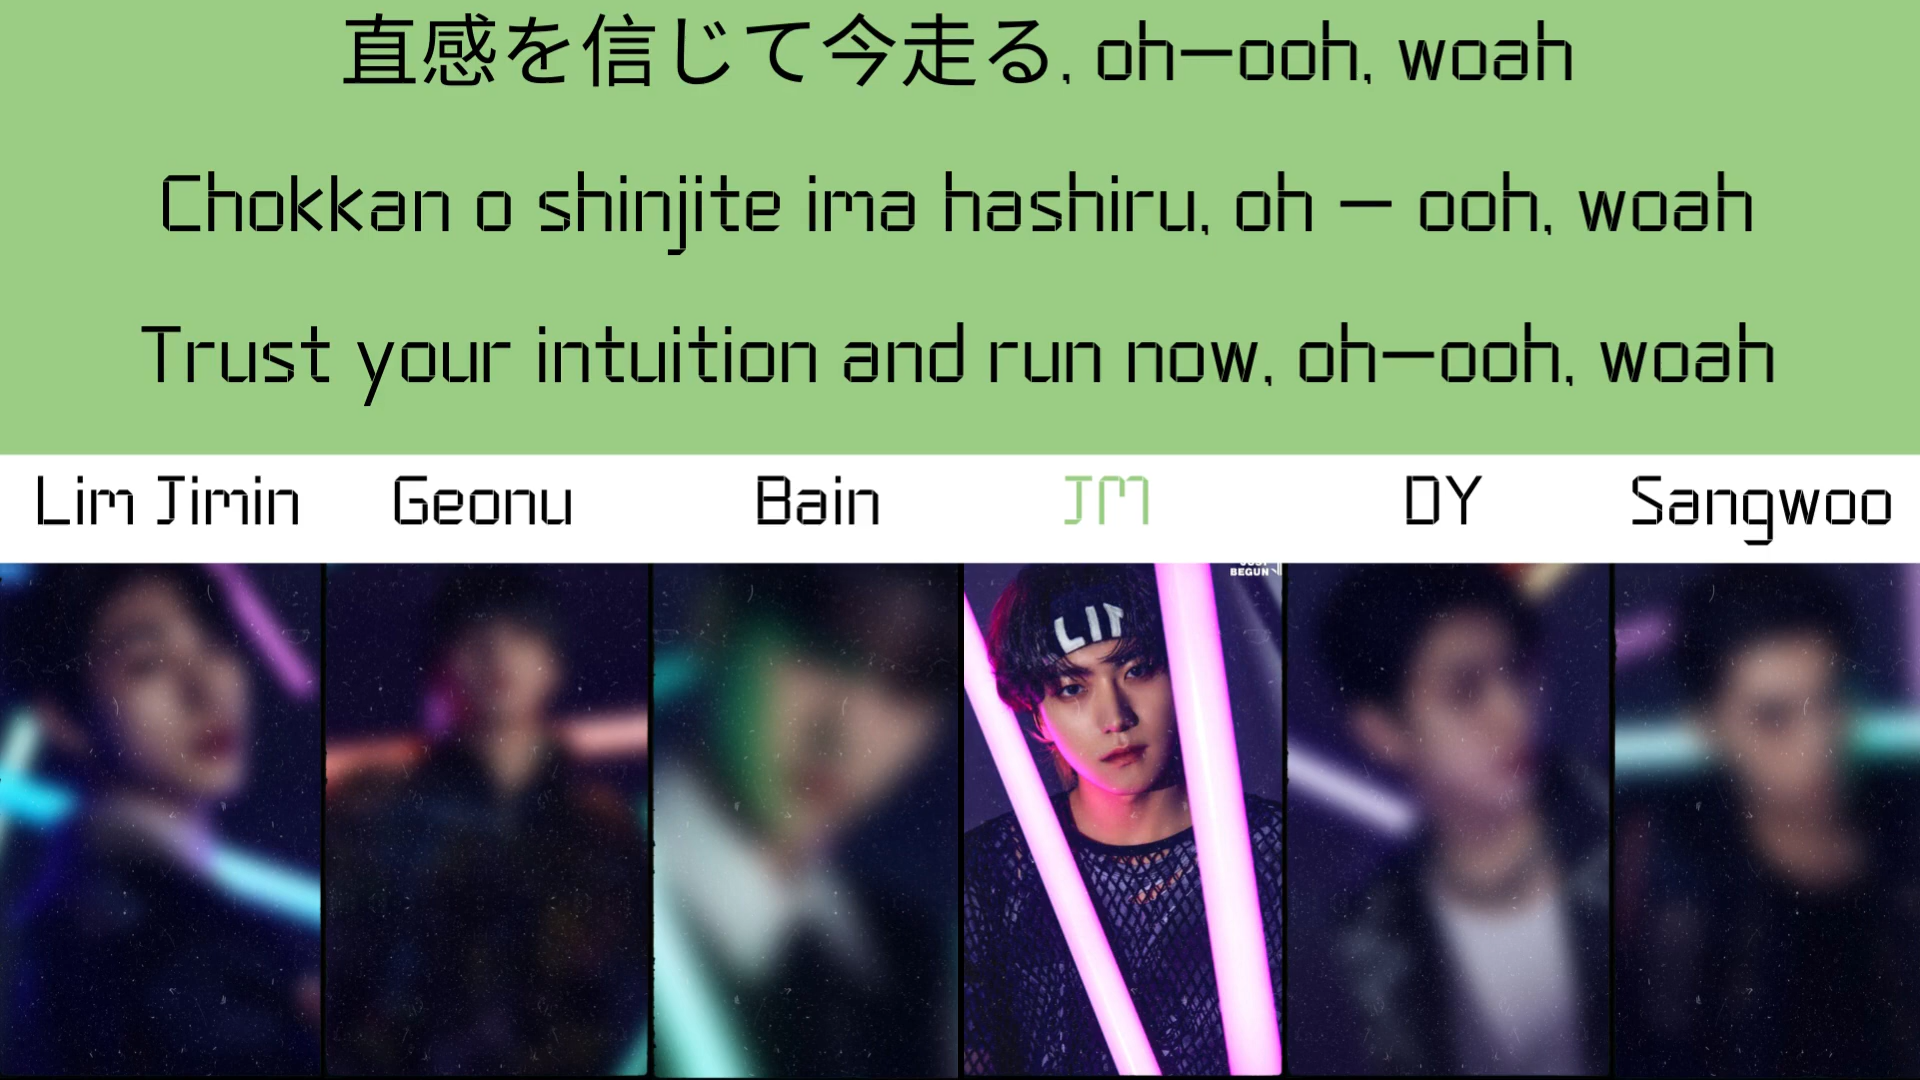 直感を信じて今走る, oh—ooh, woah
Chokkan o shinjite ima hashiru, oh — ooh, woah
Trust your intuition and run now, oh—ooh, woah
Lim Jimin Geonu Bain JM DY Sangwoo
BEGUN